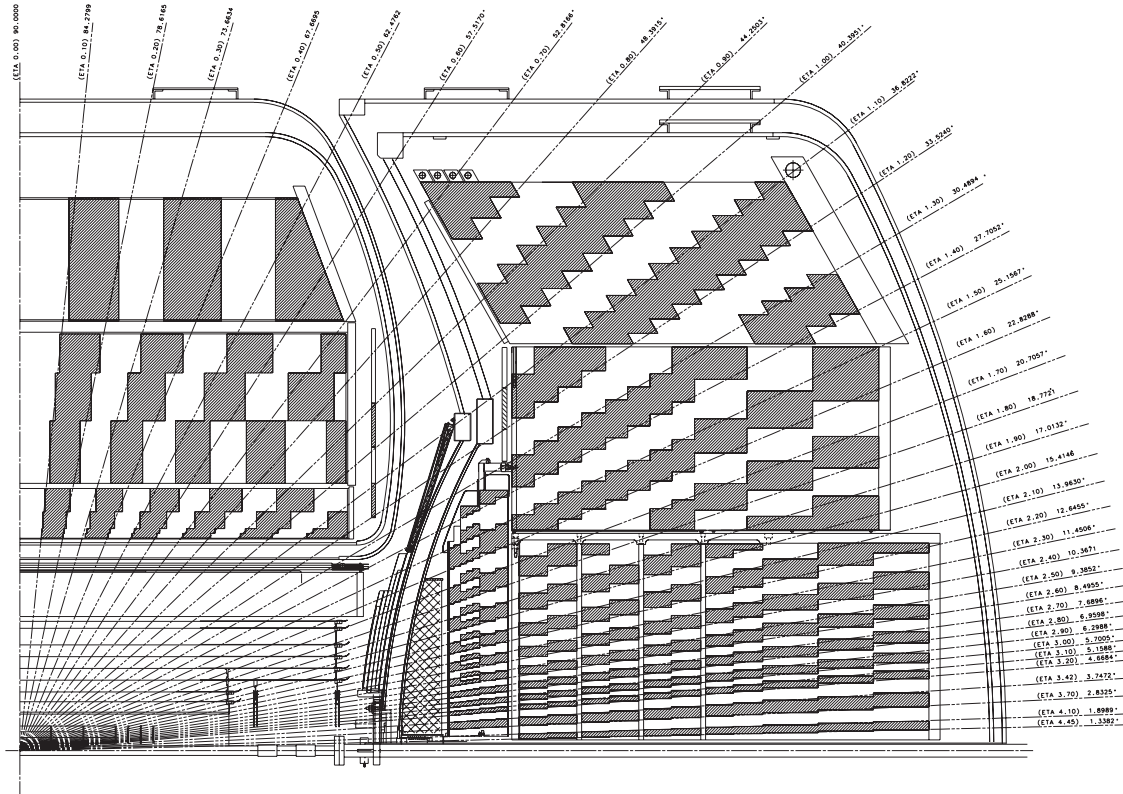 (ETA 0.00) 90.0000
(ETA 0.10) 84.2799
(ETA 0.20) 78.6165
(ETA 0.30) 73.6634
(ETA 0.40) 67.6695
(ETA 0.50) 62.4762
(ETA 0.60) 57.5170°
(ETA 0.70) 52.8166°
(ETA 0.80) 48.3915°
(ETA 0.90) 44.2503°
(ETA 1.00) 40.3951°
(ETA 1.10) 36.8222°
(ETA 1.20) 33.5240°
(ETA 1.30) 30.4894 °
(ETA 1.40) 27.7052°
(ETA 1.50) 25.1567°
(ETA 1.60) 22.8288°
(ETA 1.70) 20.7057°
(ETA 1.80) 18.7721°
(ETA 1.90) 17.0132°
(ETA 2.00) 15.4146
(ETA 2.10) 13.9630°
(ETA 2.20) 12.6455°
(ETA 2.30) 11.4506°
(ETA 2.40) 10.3671
(ETA 2.50) 9.3852°
(ETA 2.60) 8.4955°
(ETA 2.70) 7.6896°
(ETA 2.80) 6.9598°
(ETA 2.90) 6.2988°
(ETA 3.00) 5.7005°
(ETA 3.10) 5.1588°
(ETA 3.20) 4.6684°
(ETA 3.42) 3.7472°
(ETA 3.70) 2.8325°
(ETA 4.10) 1.8989°
(ETA 4.45) 1.3382°